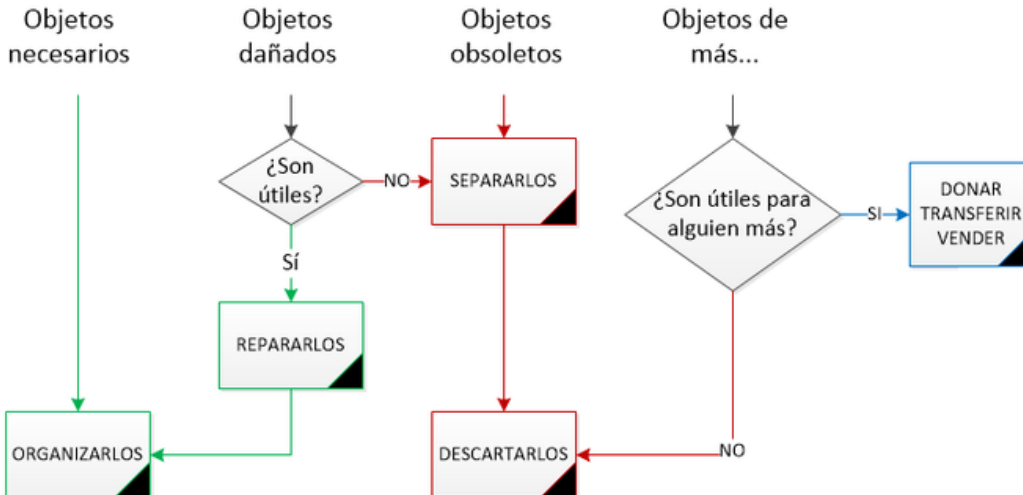 Objetos
necesarios
Objetos
dañados
Objetos
obsoletos
Objetos de
más...
¿Son
útiles?
NO
SEPARARLOS
¿Son útiles para
alguien más?
SI
DONAR
TRANSFERIR
VENDER
Sí
REPARARLOS
ORGANIZARLOS
DESCARTARLOS
NO